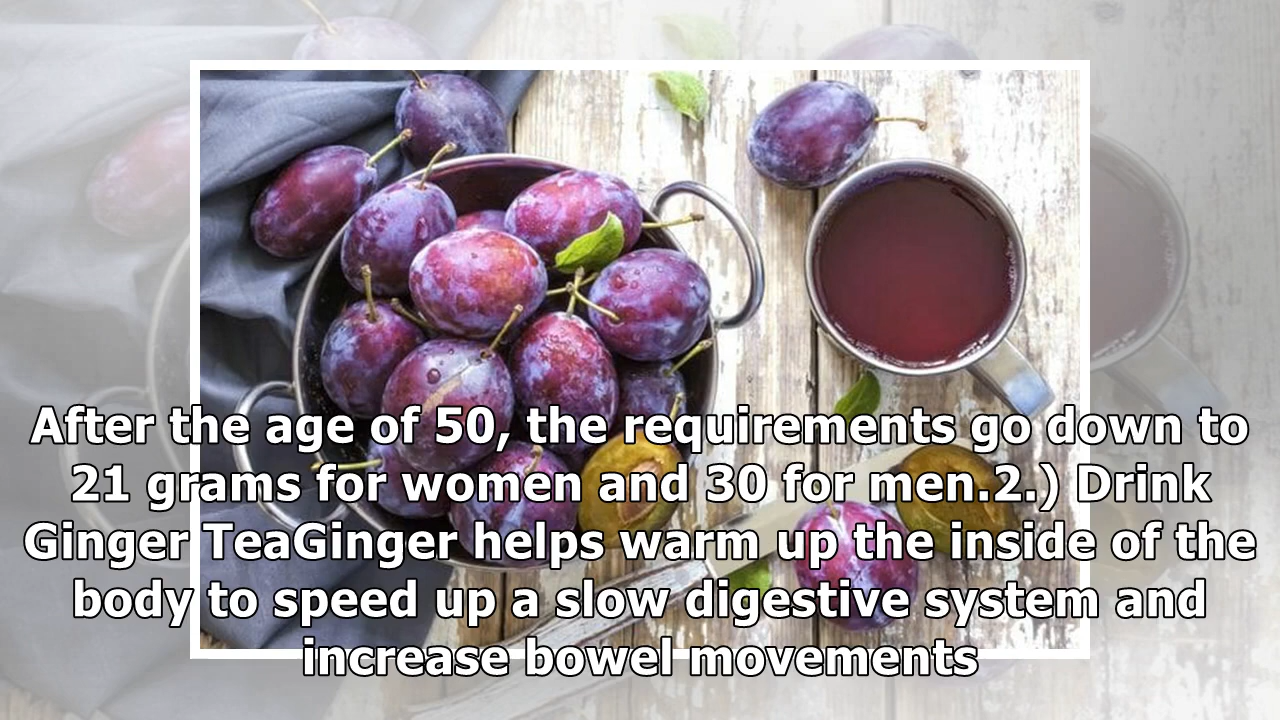 After the age of 50, the requirements go down to
21 grams for women and 30 for men.2.) Drink
Ginger TeaGinger helps warm up the inside of the
body to speed up a slow digestive system and
increase bowel movements